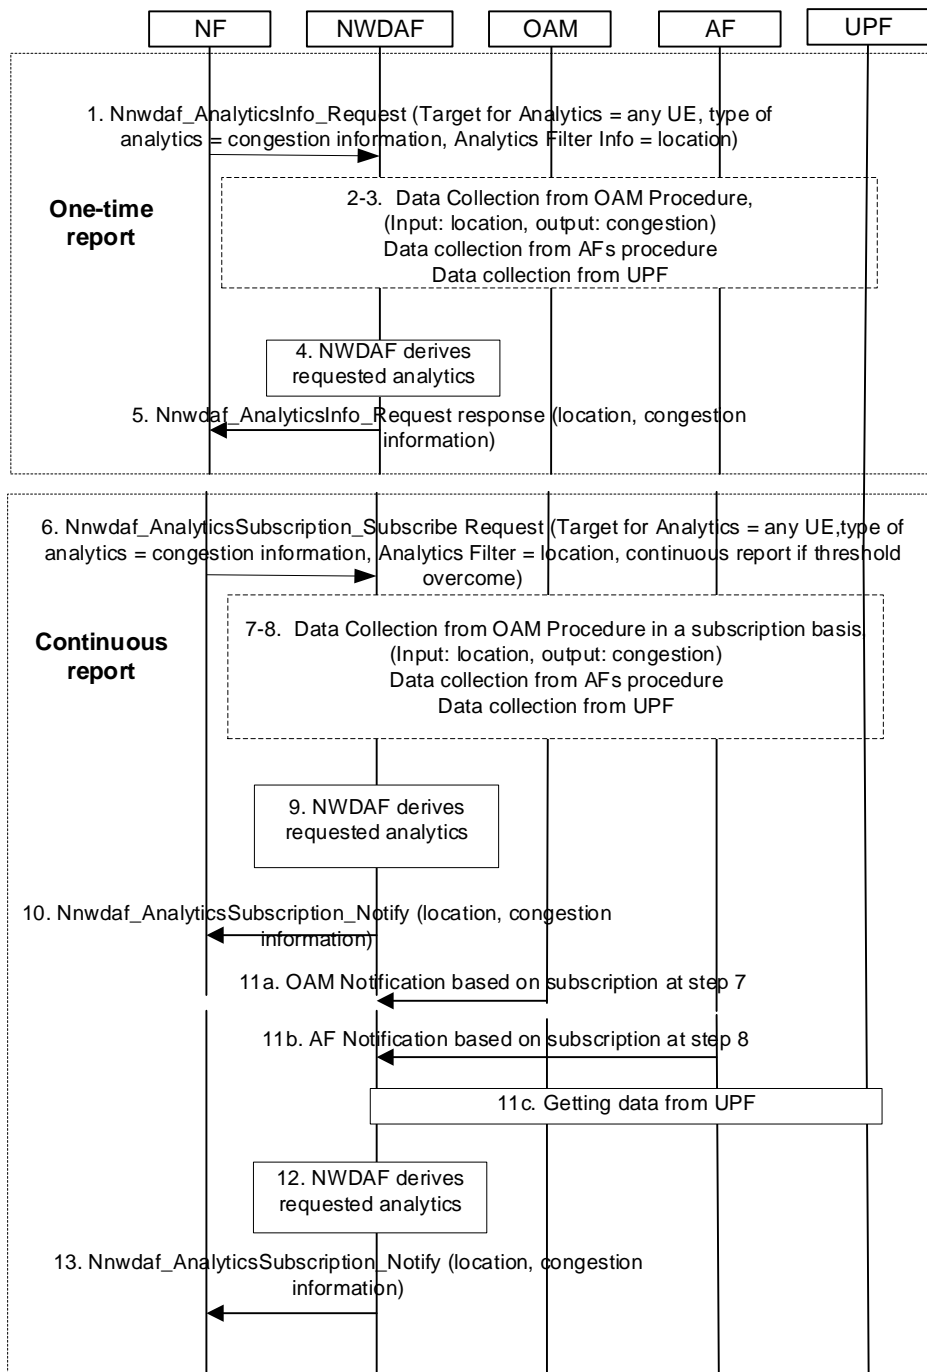 NF NWDAF OAM AF UPF
1. Nnwdaf_AnalyticsInfo_Request (Target for Analytics = any UE, type of
analytics = congestion information, Analytics Filter Info = location)
One-time
report
2-3. Data Collection from OAM Procedure,
(Input: location, output: congestion)
Data collection from AFs procedure
Data collection from UPF
4. NWDAF derives
requested analytics
5. Nnwdaf_AnalyticsInfo_Request response (location, congestion
information)
6. Nnwdaf_AnalyticsSubscription_Subscribe Request (Target for Analytics = any UE,type of
analytics = congestion information, Analytics Filter = location, continuous report if threshold
overcome)
Continuous
report
7-8. Data Collection from OAM Procedure in a subscription basis,
(Input: location, output: congestion)
Data collection from AFs procedure
Data collection from UPF
9. NWDAF derives
requested analytics
10. Nnwdaf_AnalyticsSubscription_Notify (location, congestion
information)
11a. OAM Notification based on subscription at step 7
11b. AF Notification based on subscription at step 8
11c. Getting data from UPF
12. NWDAF derives
requested analytics
13. Nnwdaf_AnalyticsSubscription_Notify (location, congestion
information)